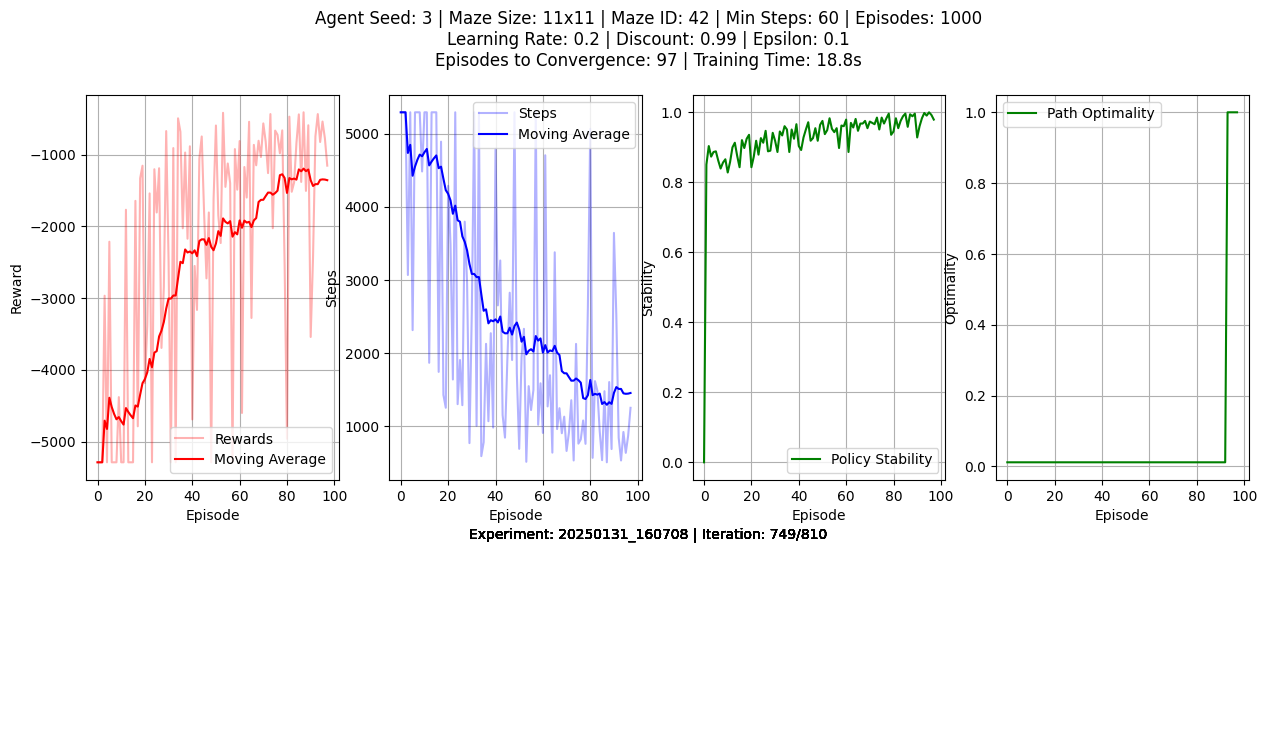 Agent Seed: 3 | Maze Size: 11x11 | Maze ID: 42 | Min Steps: 60 | Episodes: 1000
Learning Rate: 0.2 | Discount: 0.99 | Epsilon: 0.1
Episodes to Convergence: 97 | Training Time: 18.8s
Reward
−1000
−2000
−3000
−4000
−5000
0
20
40
60
80
100
Episode
Rewards
Moving Average
Steps
5000
4000
3000
2000
1000
0
20
40
60
80
100
Episode
Steps
Moving Average
Stability
1.0
0.8
0.6
0.4
0.2
0.0
0
20
40
60
80
100
Episode
Policy Stability
Optimality
1.0
0.8
0.6
0.4
0.2
0.0
0
20
40
60
80
100
Episode
Path Optimality
Experiment: 20250131_160708 | Iteration: 749/810